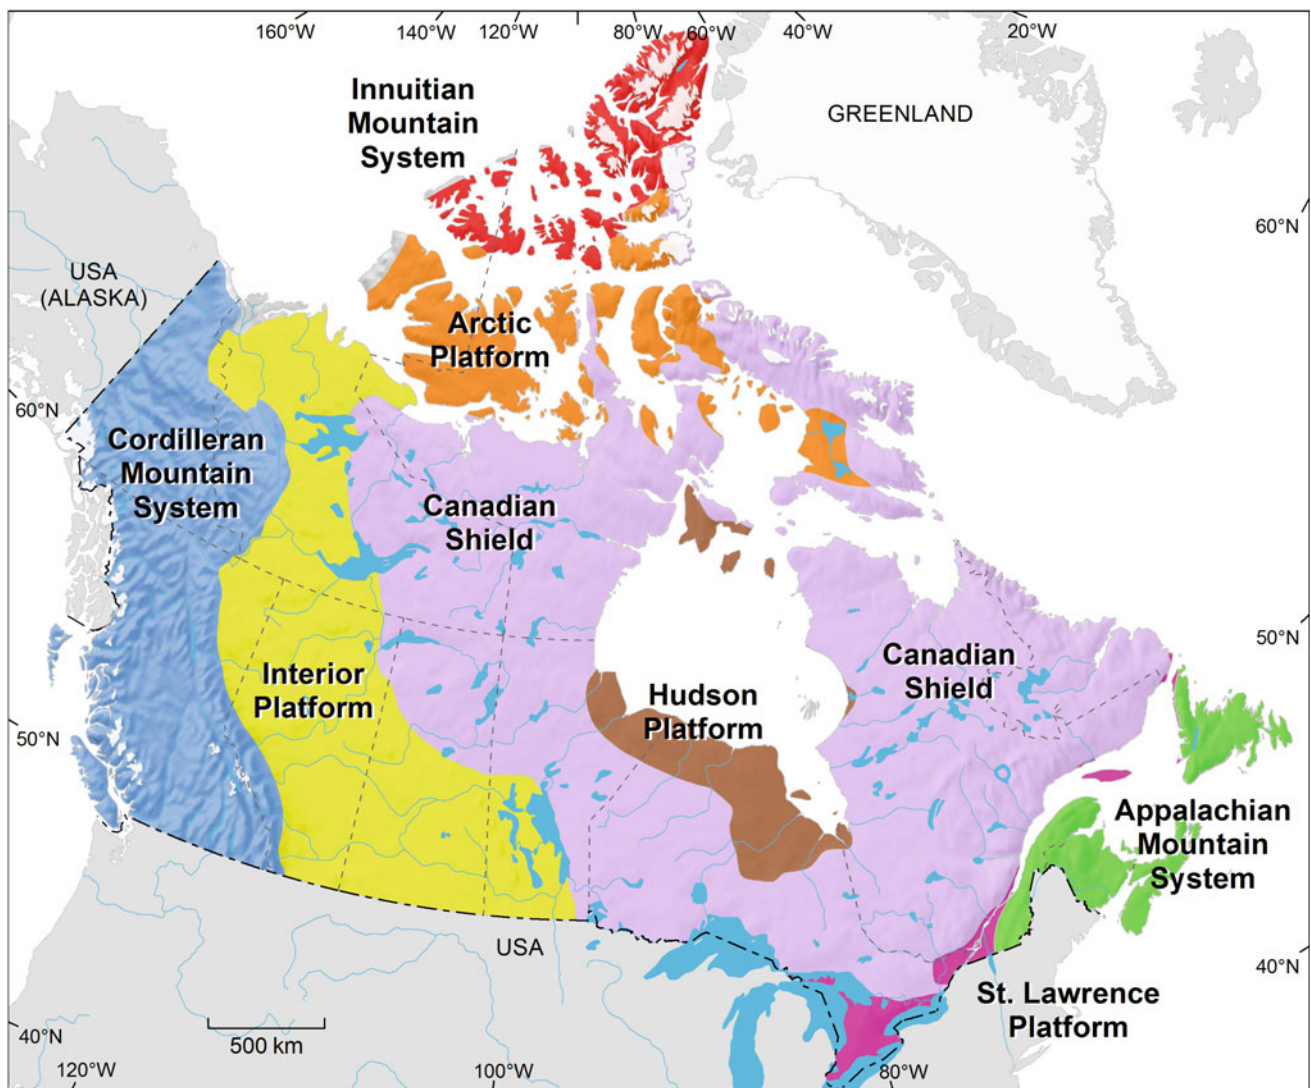 160°W
140°W
120°W
80°W
60°W
40°W
20°W
Innuitian
Mountain
System
GREENLAND
60°N
USA
(ALASKA)
Arctic
Platform
60°N
Cordilleran
Mountain
System
Canadian
Shield
50°N
Interior
Platform
Hudson
Platform
Canadian
Shield
50°N
Appalachian
Mountain
System
USA
40°N
St. Lawrence
Platform
40°N
500 km
120°W
100°W
80°W